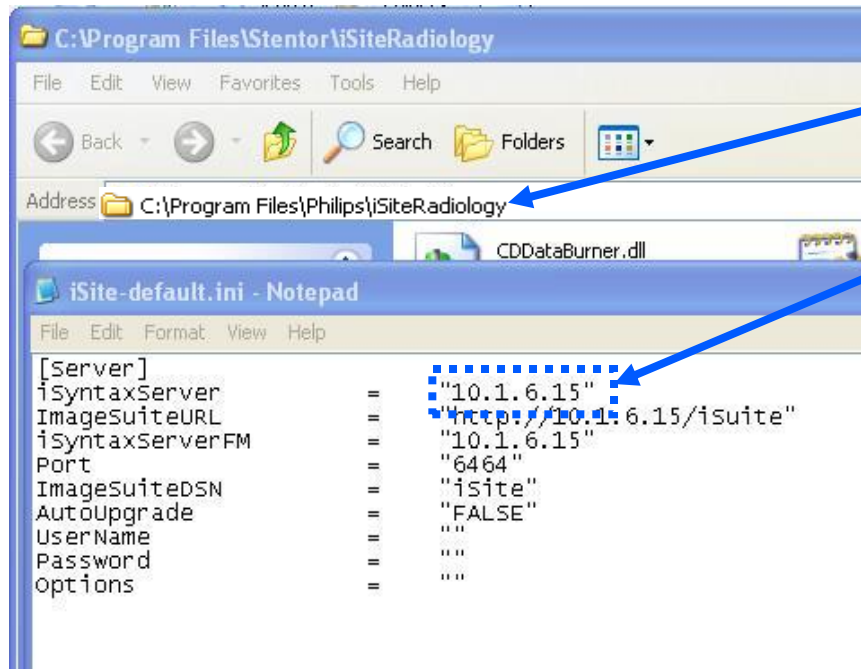 C:\Program Files\Stentor\iSiteRadiology
File Edit View Favorites Tools Help
Back Search Folders
Address C:\Program Files\Philips\iSiteRadiology
CDDataBurner.dll
iSite-default.ini - Notepad
File Edit Format View Help
[Server]
iSyntaxServer = "10.1.6.15"
ImageSuiteURL = "http://10.1.6.15/iSuite"
iSyntaxServerFM = "10.1.6.15"
Port = "6464"
ImageSuiteDSN = "iSite"
AutoUpgrade = "FALSE"
UserName = ""
Password = ""
Options = ""